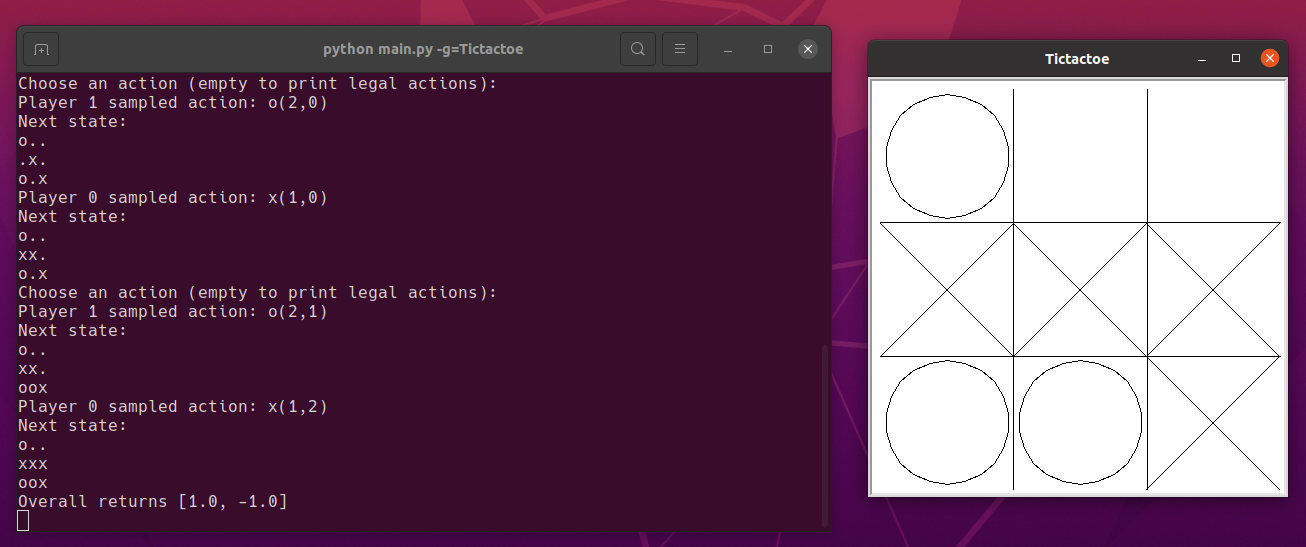 python main.py -g=Tictactoe
Choose an action (empty to print legal actions):
Player 1 sampled action: o(2,0)
Next state:
o..
.x.
o.x
Player 0 sampled action: x(1,0)
Next state:
o..
xx.
o.x
Choose an action (empty to print legal actions):
Player 1 sampled action: o(2,1)
Next state:
o..
xx.
oox
Player 0 sampled action: x(1,2)
Next state:
o..
xxx
oox
Overall returns [1.0, -1.0]
Tictactoe